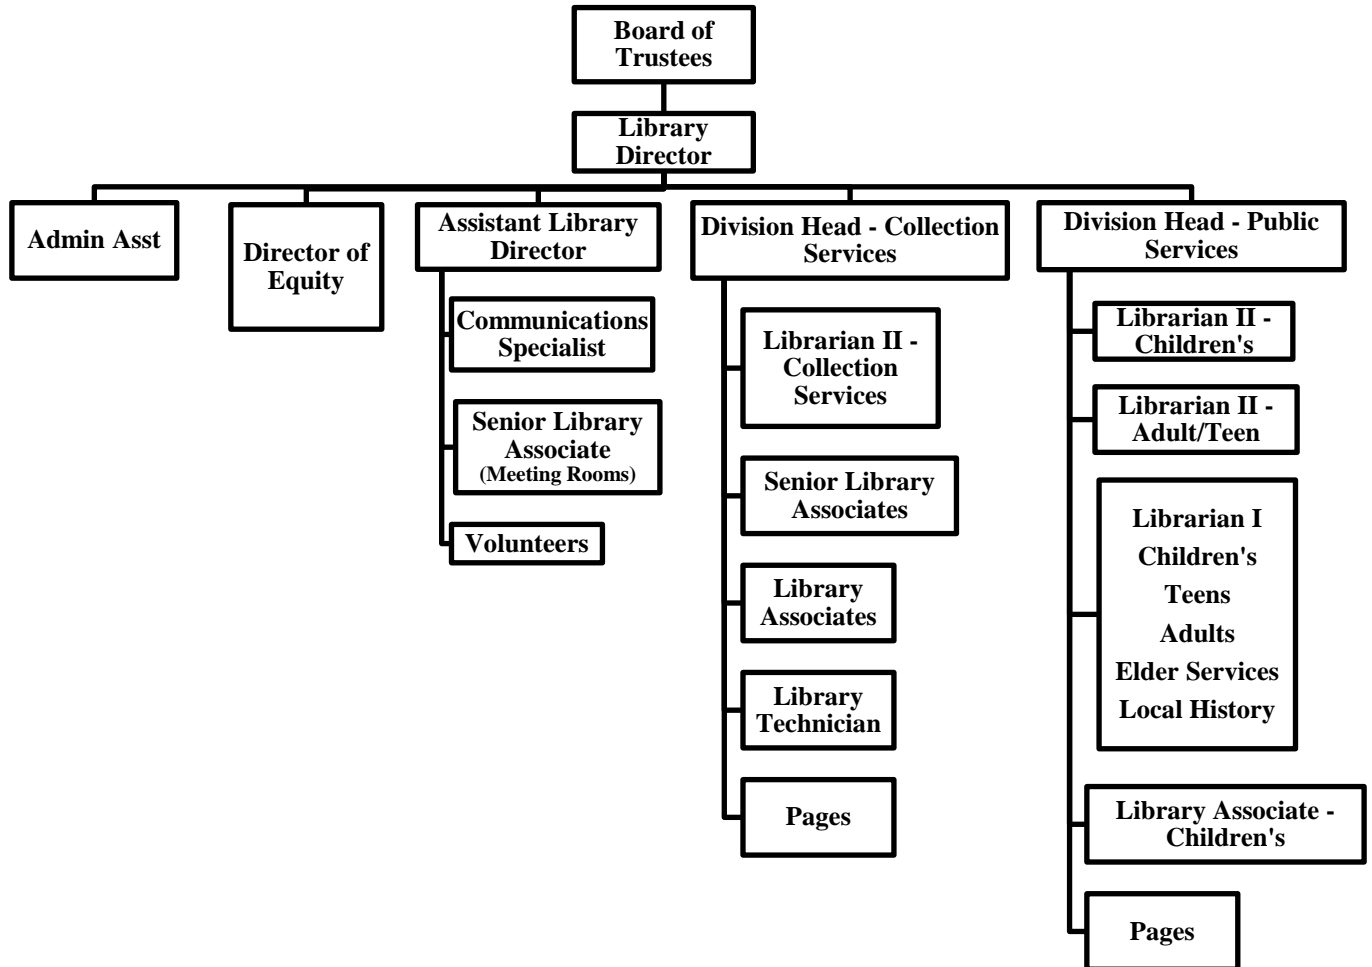 Board of
Trustees
Library
Director
Admin Asst
Director of
Equity
Assistant Library
Director
Communications
Specialist
Senior Library
Associate
(Meeting Rooms)
Volunteers
Division Head - Collection
Services
Librarian II -
Collection
Services
Senior Library
Associates
Library
Associates
Library
Technician
Pages
Division Head - Public
Services
Librarian II -
Children's
Librarian II -
Adult/Teen
Librarian I
Children's
Teens
Adults
Elder Services
Local History
Library Associate -
Children's
Pages